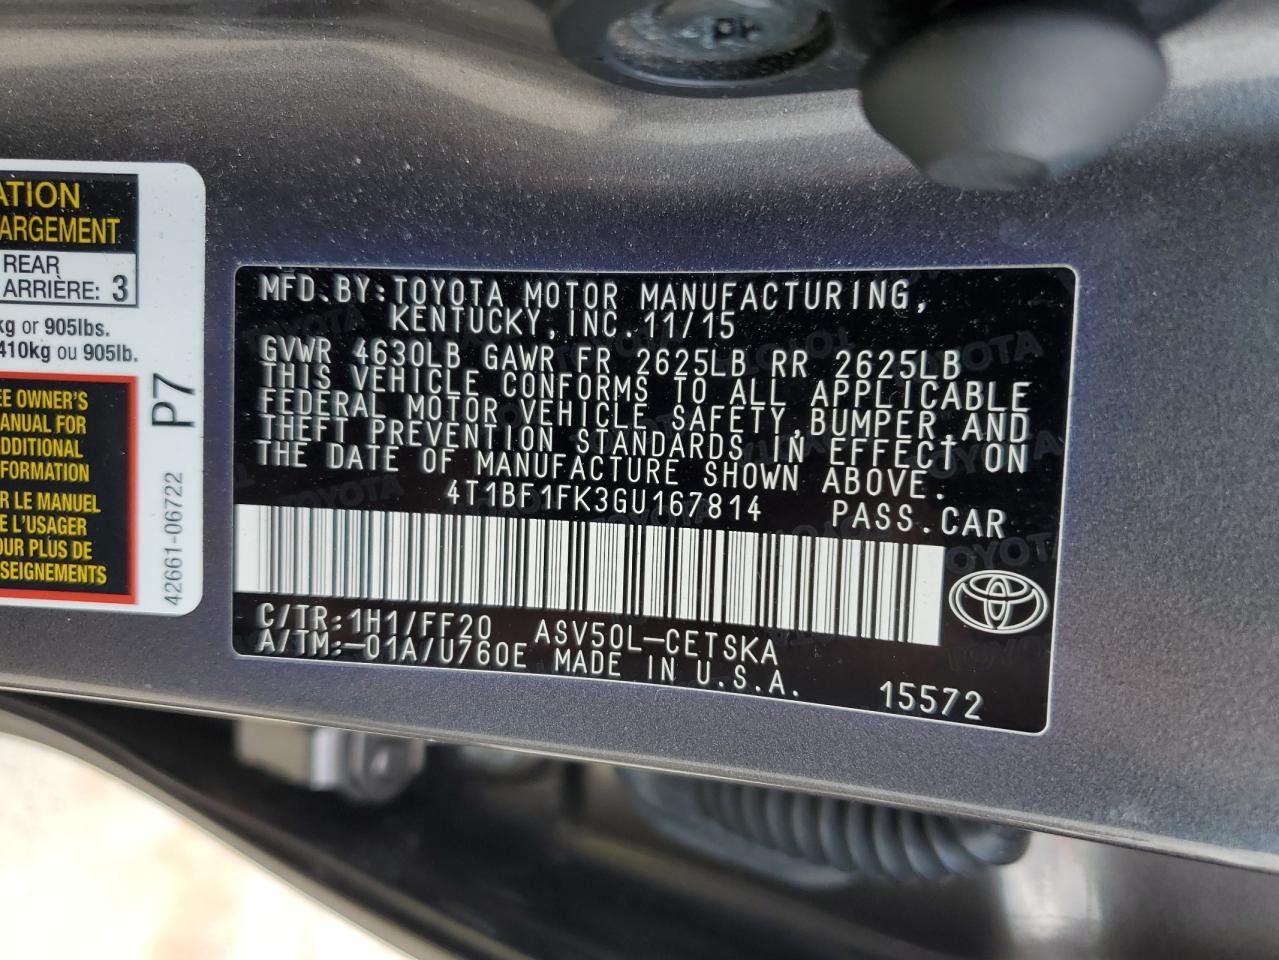 ATION
ARGEMENT
REAR
ARRIÈRE: 3
kg or 905lbs.
410kg ou 905lb.
EE OWNER'S
ANUAL FOR
DDITIONAL
FORMATION
R LE MANUEL
E L'USAGER
OUR PLUS DE
SEIGNEMENTS
P7
42661-06722
MFD.BY:TOYOTA MOTOR MANUFACTURING,
KENTUCKY,INC.11/15
GVWR 4630LB GAWR FR 2625LB RR 2625LB
THIS VEHICLE CONFORMS TO ALL APPLICABLE
FEDERAL MOTOR VEHICLE SAFETY,BUMPER,AND
THEFT PREVENTION STANDARDS IN EFFECT ON
THE DATE OF MANUFACTURE SHOWN ABOVE.
4T1BF1FK3GU167814 PASS.CAR
C/TR:1H1/FF20 ASV50L-CETSKA
A/TM:-01A/U760E MADE IN U.S.A.
15572